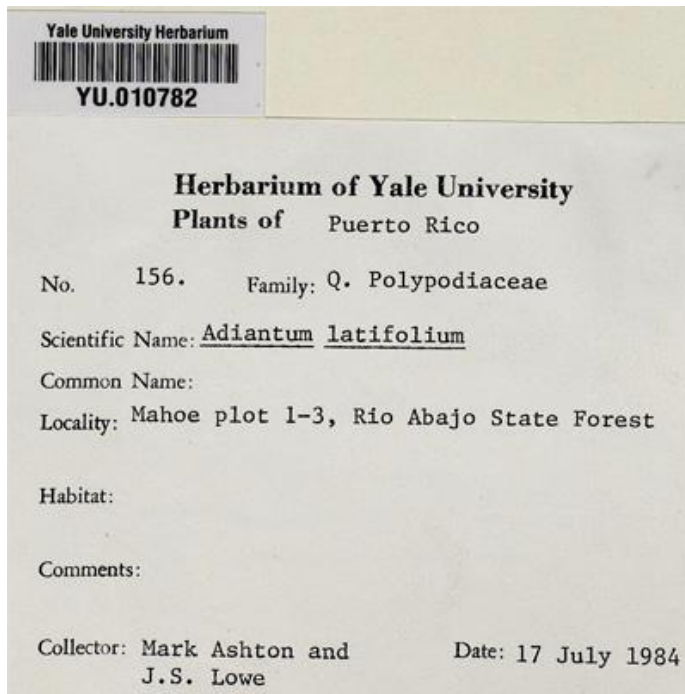 Yale University Herbarium
YU.010782
Herbarium of Yale University
Plants of Puerto Rico
No. 156. Family: Q. Polypodiaceae
Scientific Name: Adiantum latifolium
Common Name:
Locality: Mahoe plot 1-3, Rio Abajo State Forest
Habitat:
Comments:
Collector: Mark Ashton and Date: 17 July 1984
J.S. Lowe